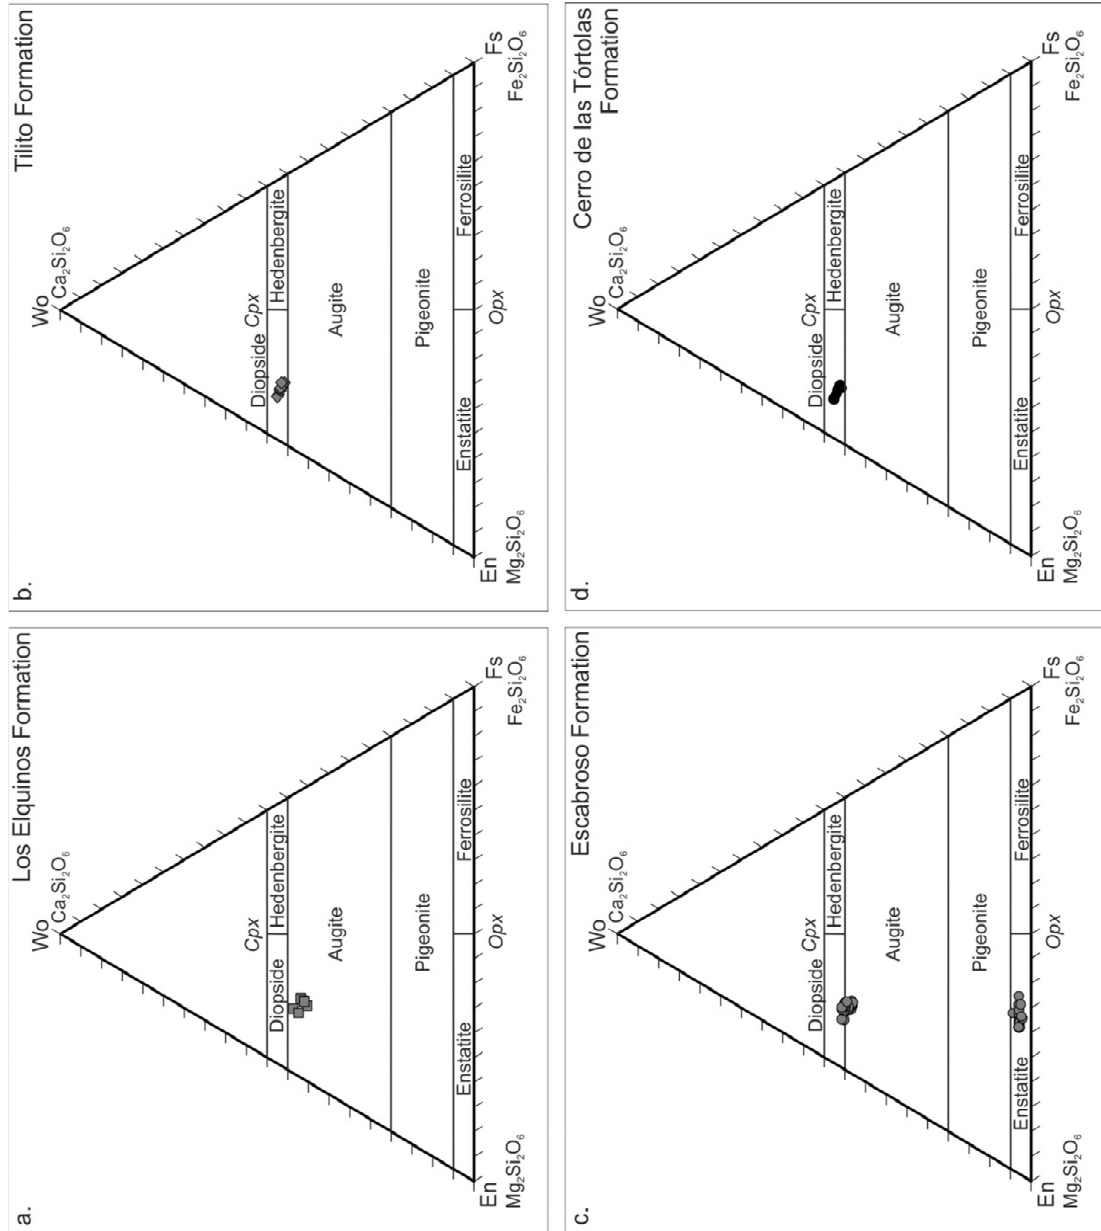 a.
Los Elquinos Formation
Wo
Ca₂Si₂O₆
Cpx
Diopside
Hedenbergite
Augite
Pigeonite
Enstatite
Ferrosilite
En
Mg₂Si₂O₆
Opx
Fs
Fe₂Si₂O₆
b.
Tilito Formation
Wo
Ca₂Si₂O₆
Cpx
Diopside
Hedenbergite
Augite
Pigeonite
Enstatite
Ferrosilite
En
Mg₂Si₂O₆
Opx
Fs
Fe₂Si₂O₆
c.
Escabroso Formation
Wo
Ca₂Si₂O₆
Cpx
Diopside
Hedenbergite
Augite
Pigeonite
Enstatite
Ferrosilite
En
Mg₂Si₂O₆
Opx
Fs
Fe₂Si₂O₆
d.
Cerro de las Tórtolas
Formation
Wo
Ca₂Si₂O₆
Cpx
Diopside
Hedenbergite
Augite
Pigeonite
Enstatite
Ferrosilite
En
Mg₂Si₂O₆
Opx
Fs
Fe₂Si₂O₆